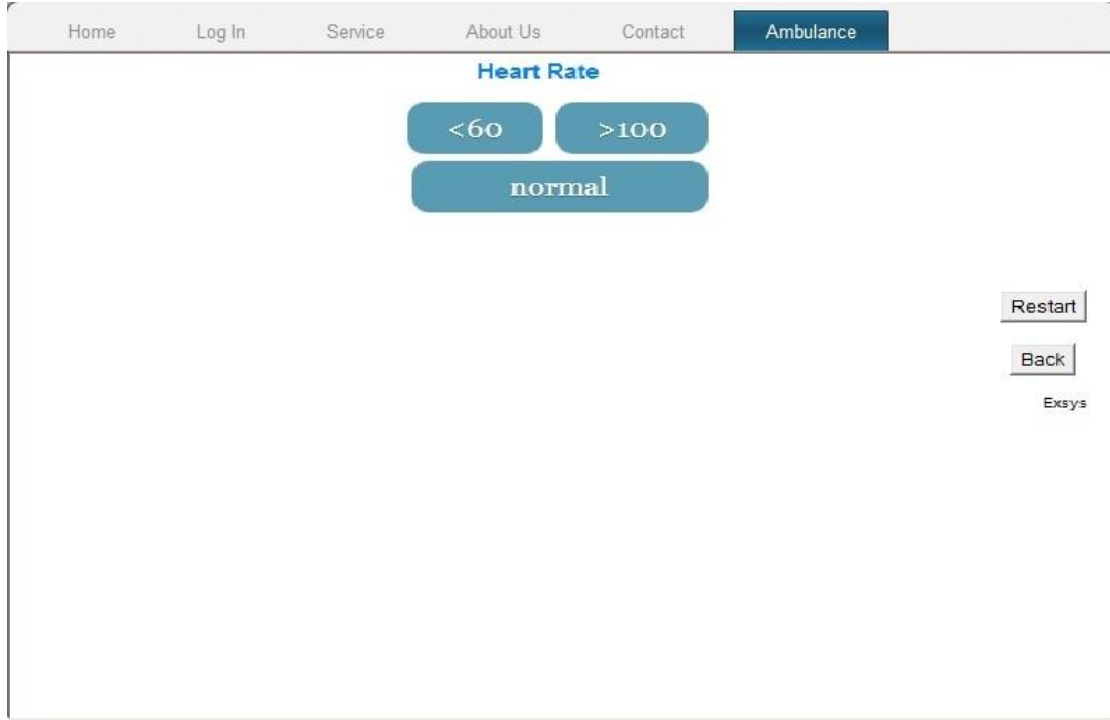 Home Log In Service About Us Contact Ambulance
Heart Rate
<60 >100
normal
Restart
Back
Exsys